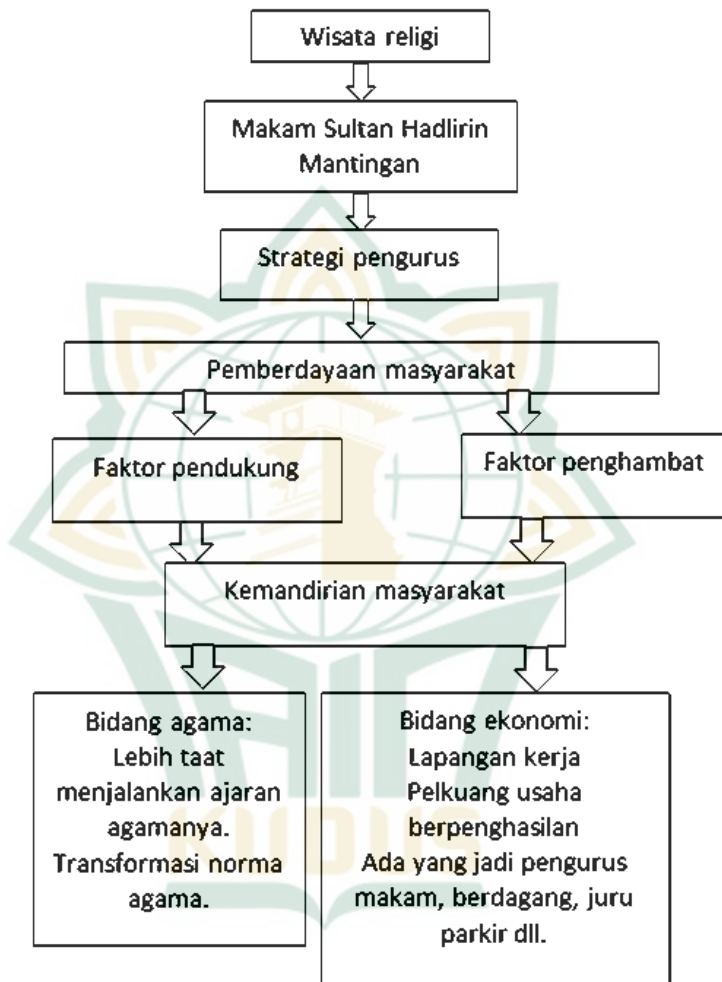 Wisata religi
Makam Sultan Hadlirin
Mantingan
Strategi pengurus
Pemberdayaan masyarakat
Faktor pendukung
Faktor penghambat
Kemandirian masyarakat
Bidang agama:
Lebih taat
menjalankan ajaran
agamanya.
Transformasi norma
agama.
Bidang ekonomi:
Lapangan kerja
Pelkuang usaha
berpenghasilan
Ada yang jadi pengurus
makam, berdagang, juru
parkir dll.
KUDUS